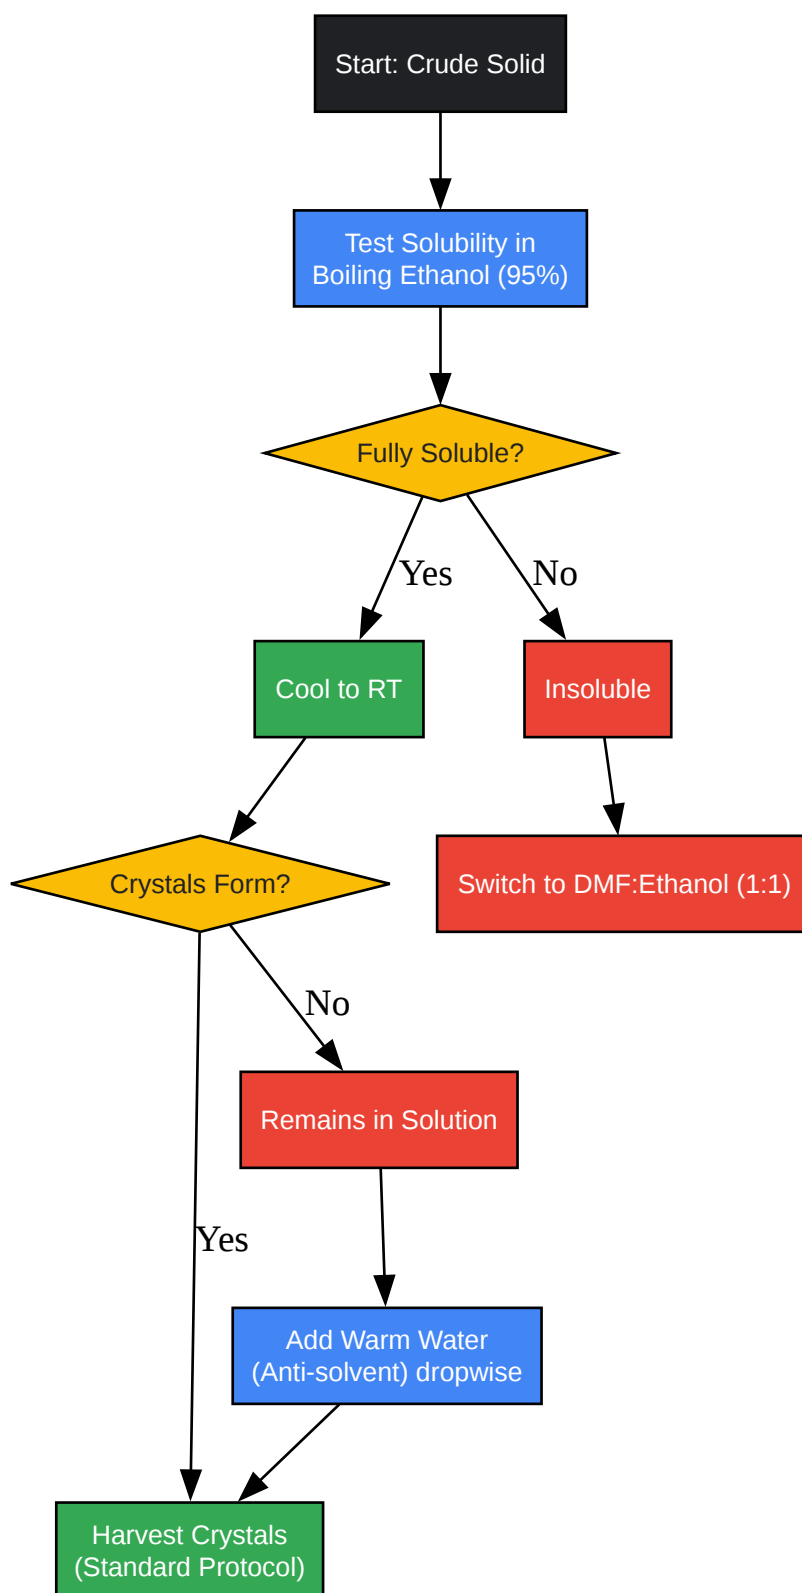 Start: Crude Solid
Test Solubility in
Boiling Ethanol (95%)
Fully Soluble?
Yes
No
Cool to RT
Insoluble
Crystals Form?
Switch to DMF:Ethanol (1:1)
No
Remains in Solution
Yes
Add Warm Water
(Anti-solvent) dropwise
Harvest Crystals
(Standard Protocol)